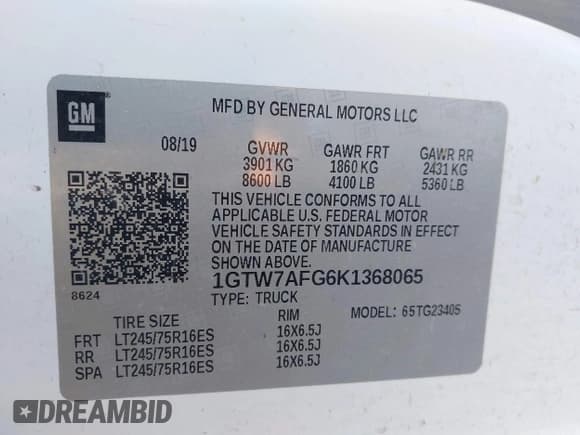 GM
MFD BY GENERAL MOTORS LLC
08/19 GVWR GAWR FRT GAWR RR
3901 KG 1860 KG 2431 KG
8600 LB 4100 LB 5360 LB
THIS VEHICLE CONFORMS TO ALL
APPLICABLE U.S. FEDERAL MOTOR
VEHICLE SAFETY STANDARDS IN EFFECT
ON THE DATE OF MANUFACTURE
SHOWN ABOVE.
8624
1GTW7AFG6K1368065
TYPE: TRUCK MODEL: 65TG23405
TIRE SIZE RIM
FRT LT245/75R16ES 16X6.5J
RR LT245/75R16ES 16X6.5J
SPA LT245/75R16ES 16X6.5J
DREAMBID